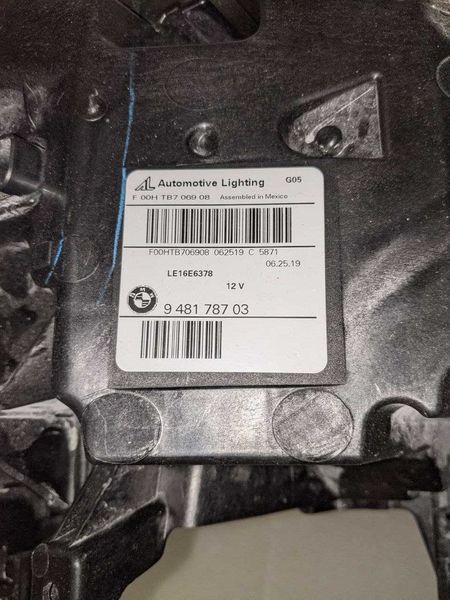 AL Automotive Lighting G05
F 00H TB7 069 08 Assembled in Mexico
F00HTB706908 062519 C 5871
06.25.19
LE16E6378
12 V
9 481 787 03